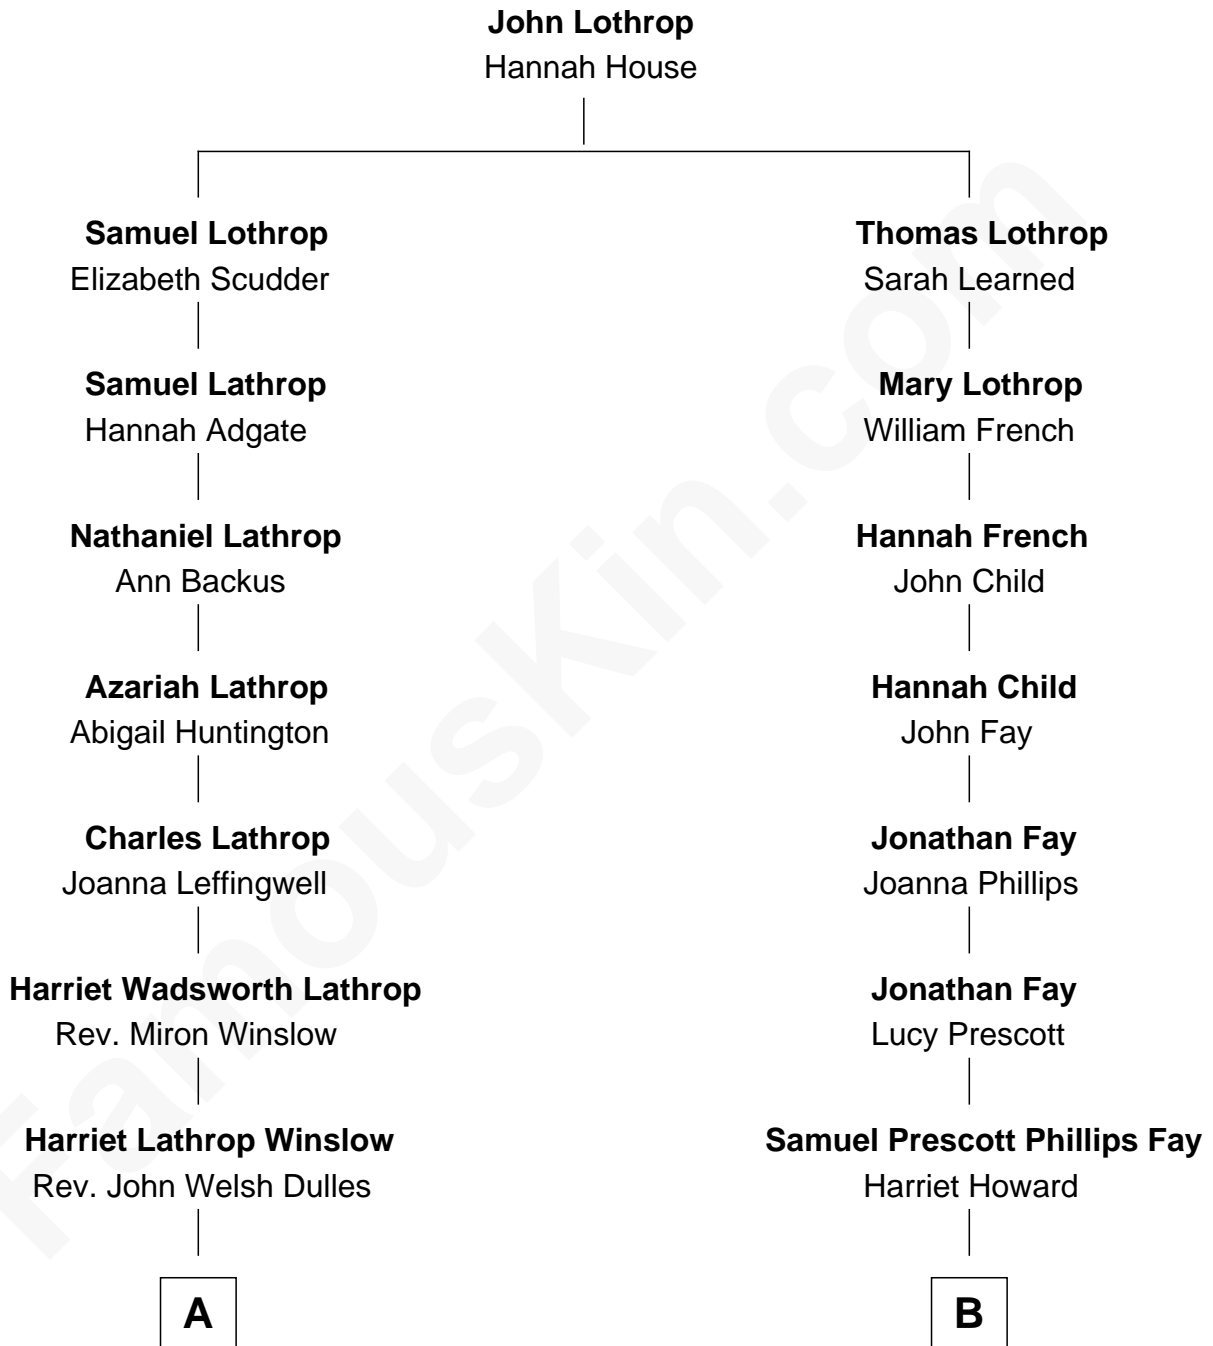 John Lothrop
Hannah House
Samuel Lothrop
Elizabeth Scudder
Samuel Lathrop
Hannah Adgate
Nathaniel Lathrop
Ann Backus
Azariah Lathrop
Abigail Huntington
Charles Lathrop
Joanna Leffingwell
Harriet Wadsworth Lathrop
Rev. Miron Winslow
Harriet Lathrop Winslow
Rev. John Welsh Dulles
A
Thomas Lothrop
Sarah Learned
Mary Lothrop
William French
Hannah French
John Child
Hannah Child
John Fay
Jonathan Fay
Joanna Phillips
Jonathan Fay
Lucy Prescott
Samuel Prescott Phillips Fay
Harriet Howard
B
FamousKin.com